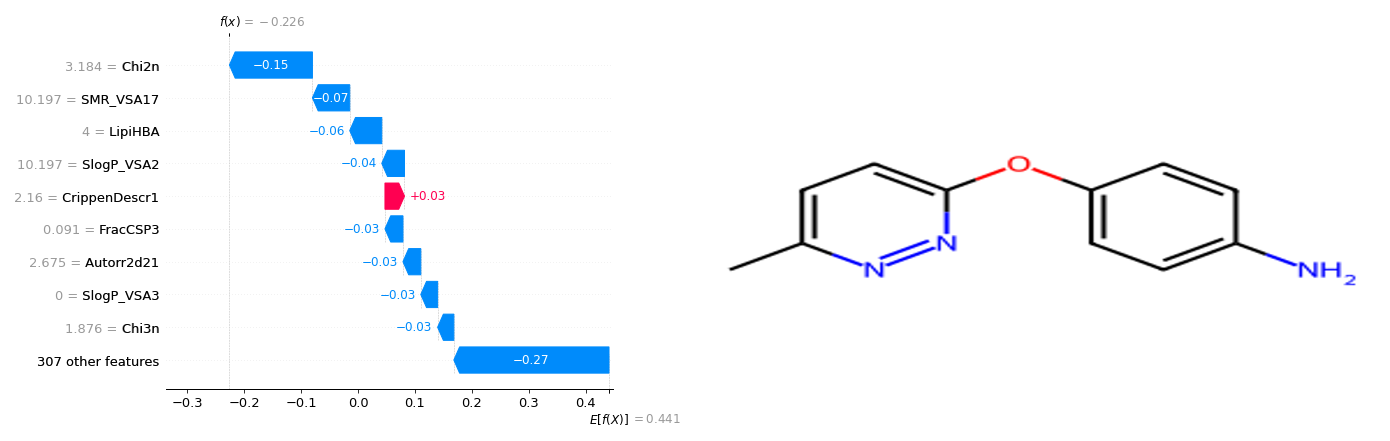 f(x) = −0.226
3.184 = Chi2n
−0.15
10.197 = SMR_VSA17
−0.07
4 = LipiHBA
−0.06
10.197 = SlogP_VSA2
−0.04
2.16 = CrippenDescr1
+0.03
0.091 = FracCSP3
−0.03
2.675 = Autorr2d21
−0.03
0 = SlogP_VSA3
−0.03
1.876 = Chi3n
−0.03
307 other features
−0.27
−0.3 −0.2 −0.1 0.0 0.1 0.2 0.3 0.4
E[f(X)] = 0.441
O
N
N
NH2